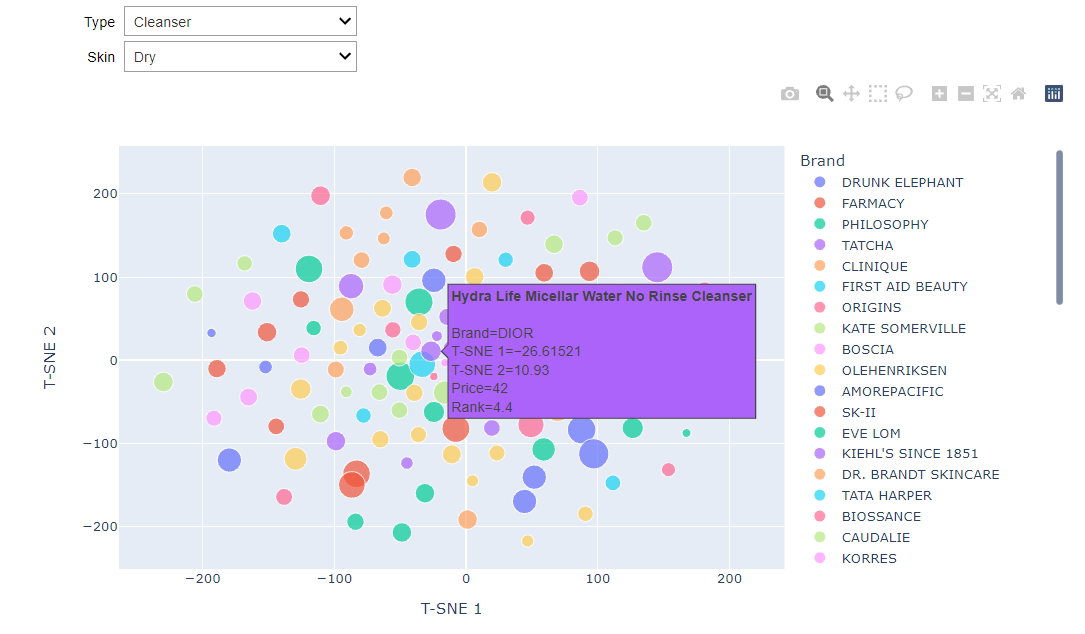 Type Cleanser
Skin Dry
Brand
DRUNK ELEPHANT
FARMACY
PHILOSOPHY
TATCHA
CLINIQUE
FIRST AID BEAUTY
ORIGINS
KATE SOMERVILLE
BOSCIA
OLEHENRIKSEN
AMOREPACIFIC
SK-II
EVE LOM
KIEHL'S SINCE 1851
DR. BRANDT SKINCARE
TATA HARPER
BIOSSANCE
CAUDALIE
KORRES
T-SNE 2
200
100
0
−100
−200
Hydra Life Micellar Water No Rinse Cleanser
Brand=DIOR
T-SNE 1=−26.61521
T-SNE 2=10.93
Price=42
Rank=4.4
−200 −100 0 100 200
T-SNE 1